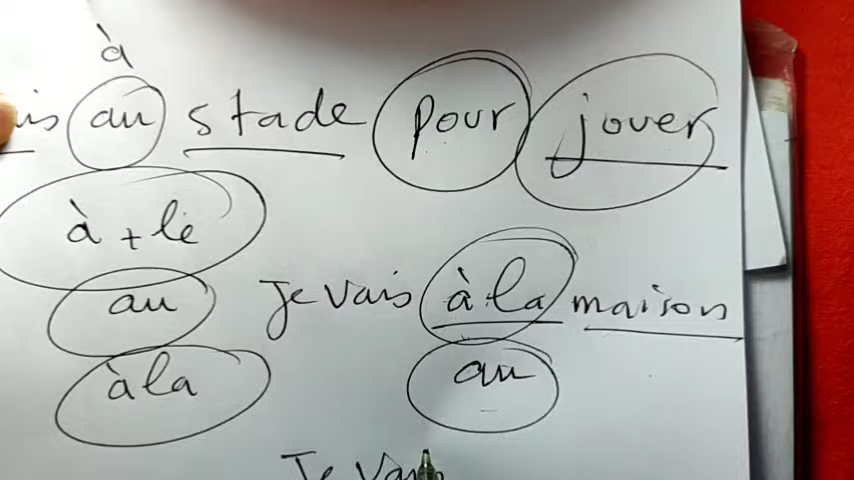 à
au stade pour jouer
à + le
au Je vais à la maison
à la au
Je vais